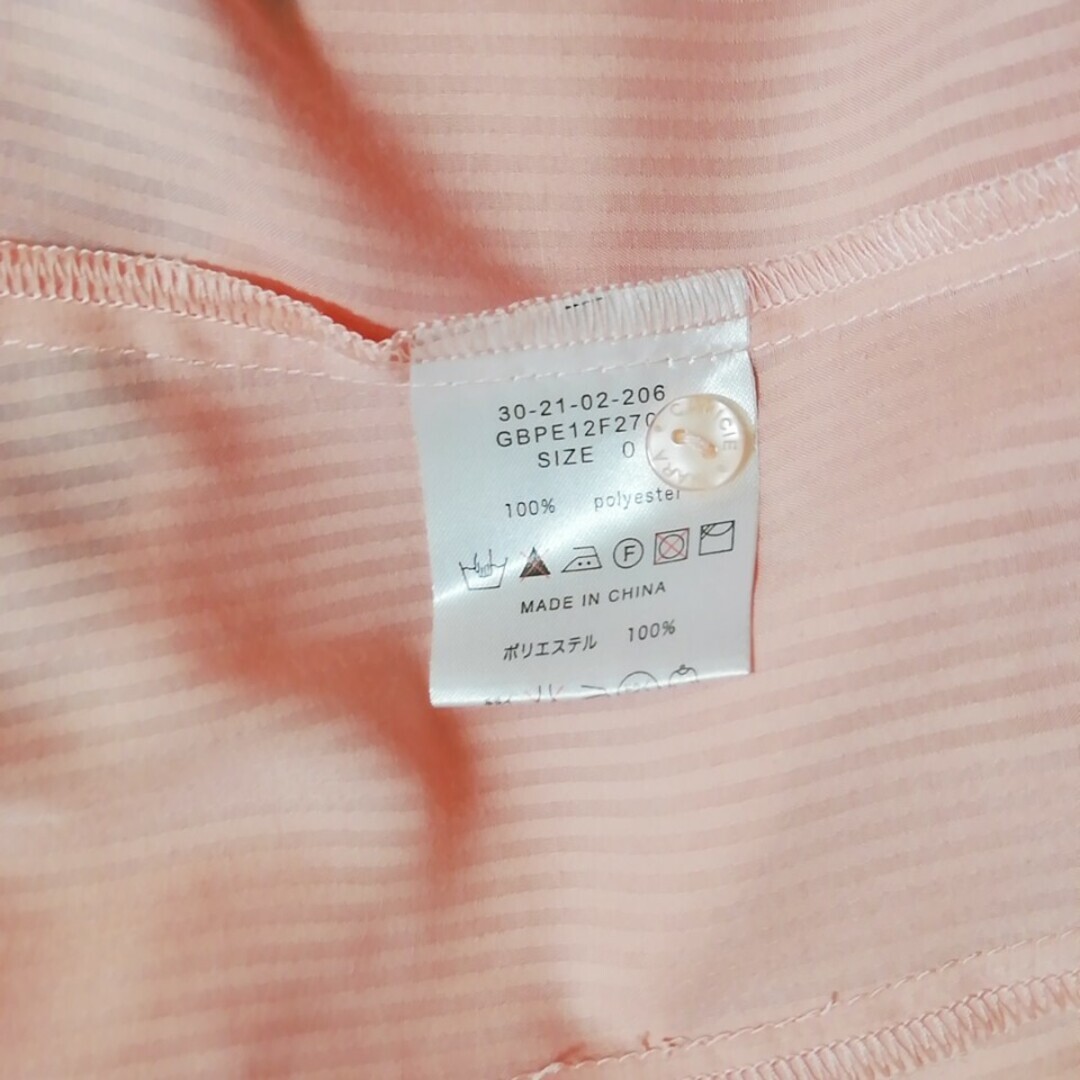 30-21-02-206
GBPE12F270
SIZE 0
100% polyester
F
MADE IN CHINA
ポリエステル 100%